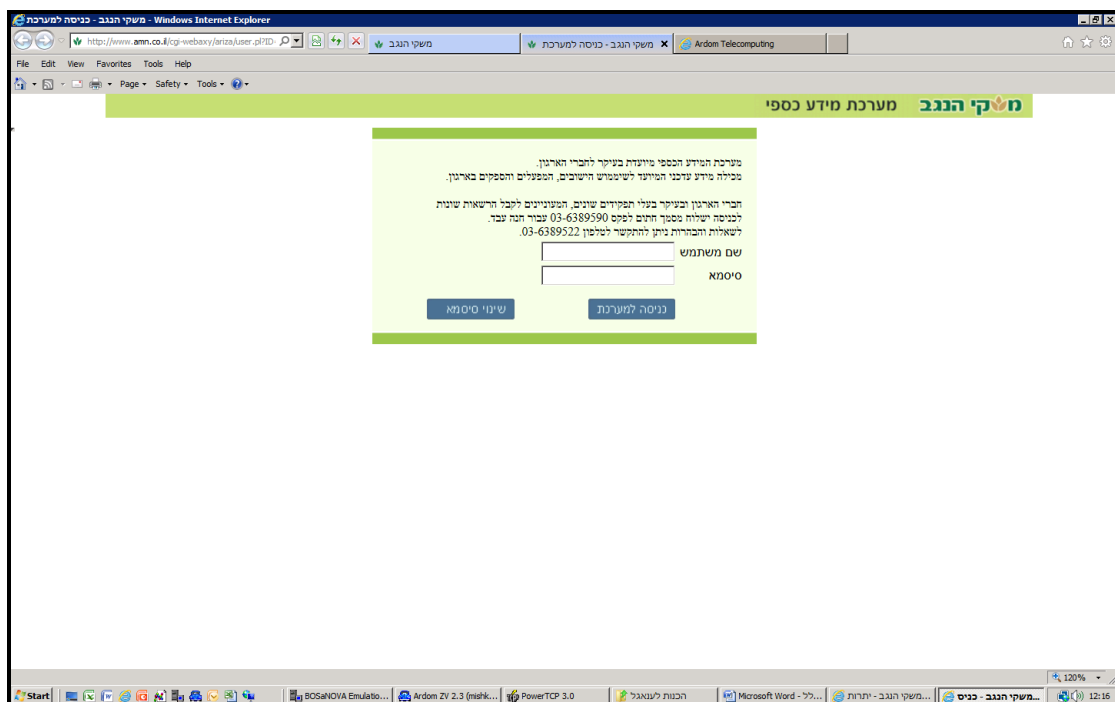 משקי הנגב - כניסה למערכת - Windows Internet Explorer
http://www.amn.co.il/cgi-webaxy/ariza/user.pl?ID-
משקי הנגב
משקי הנגב - כניסה למערכת
Ardom Telecomputing
File Edit View Favorites Tools Help
Page Safety Tools
משקי הנגב מערכת מידע כספי
מערכת המידע הכספי מיועדת בעיקר לחברי הארגון.
מכילה מידע עדכני המיועד לשיממוש הישובים, המפעלים והספקים בארגון.
חברי הארגון ובעיקר בעלי תפקידים שונים, המעוניינים לקבל הרשאות שונות
לכניסה ישלוח מסמך חתום לפקס 03-6389590 עבור חנה עבד.
לשאלות והבהרות ניתן להתקשר לטלפון 03-6389522.
שם משתמש
סיסמא
כניסה למערכת
שינוי סיסמא
120%
Start
BOSaNOVA Emulatio...
Ardom ZV 2.3 (mishk...
PowerTCP 3.0
הכנות לענאגל
Microsoft Word - כלל...
משקי הנגב - יתרות...
משקי הנגב - כניס...
12:16